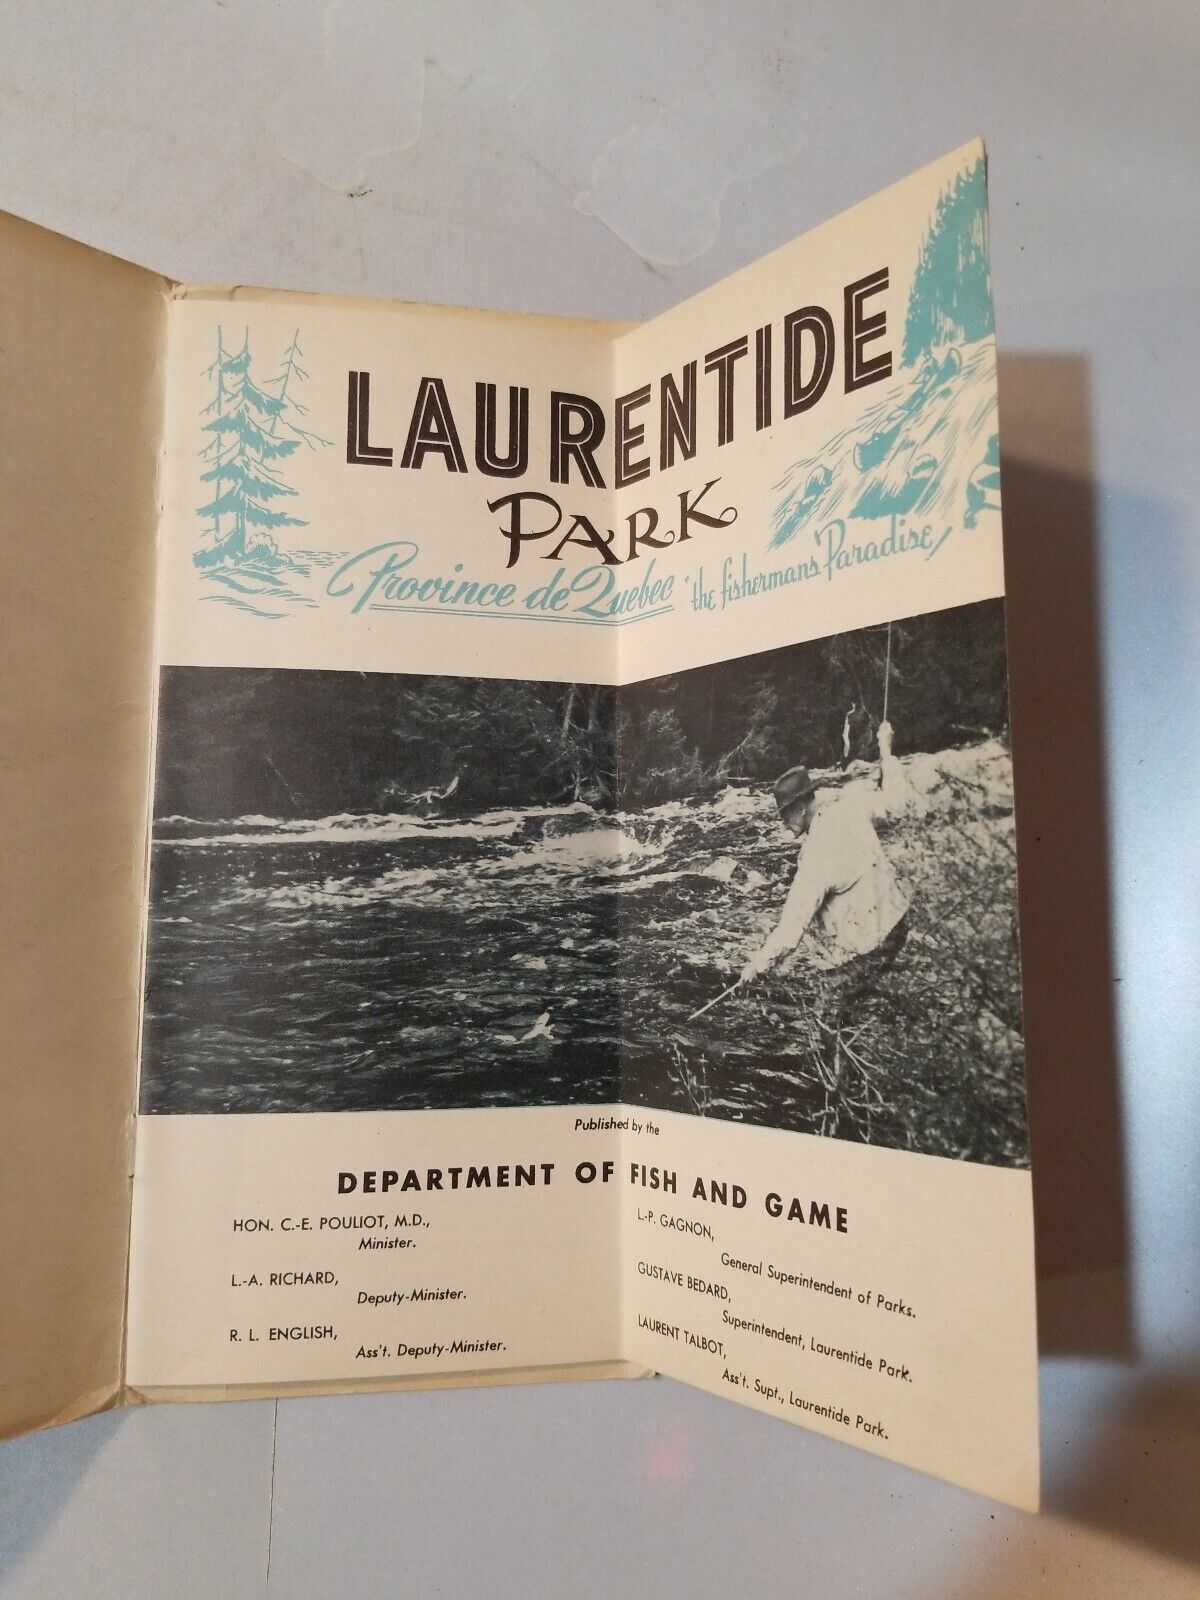 LAURENTIDE
PARK
Province de Quebec "the fishermans Paradise"
Published by the
DEPARTMENT OF FISH AND GAME
HON. C.-E. POULIOT, M.D.,
Minister.
L.-A. RICHARD,
Deputy-Minister.
R. L. ENGLISH,
Ass't. Deputy-Minister.
L.-P. GAGNON,
General Superintendent of Parks.
GUSTAVE BEDARD,
Superintendent, Laurentide Park.
LAURENT TALBOT,
Ass't. Supt., Laurentide Park.